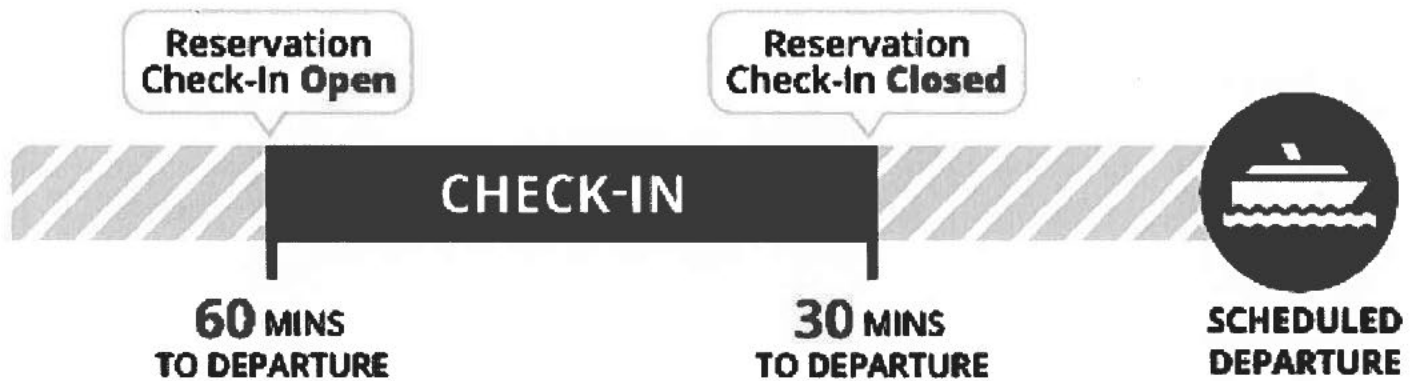 Reservation
Check-In Open
Reservation
Check-In Closed
CHECK-IN
60 MINS
TO DEPARTURE
30 MINS
TO DEPARTURE
SCHEDULED
DEPARTURE